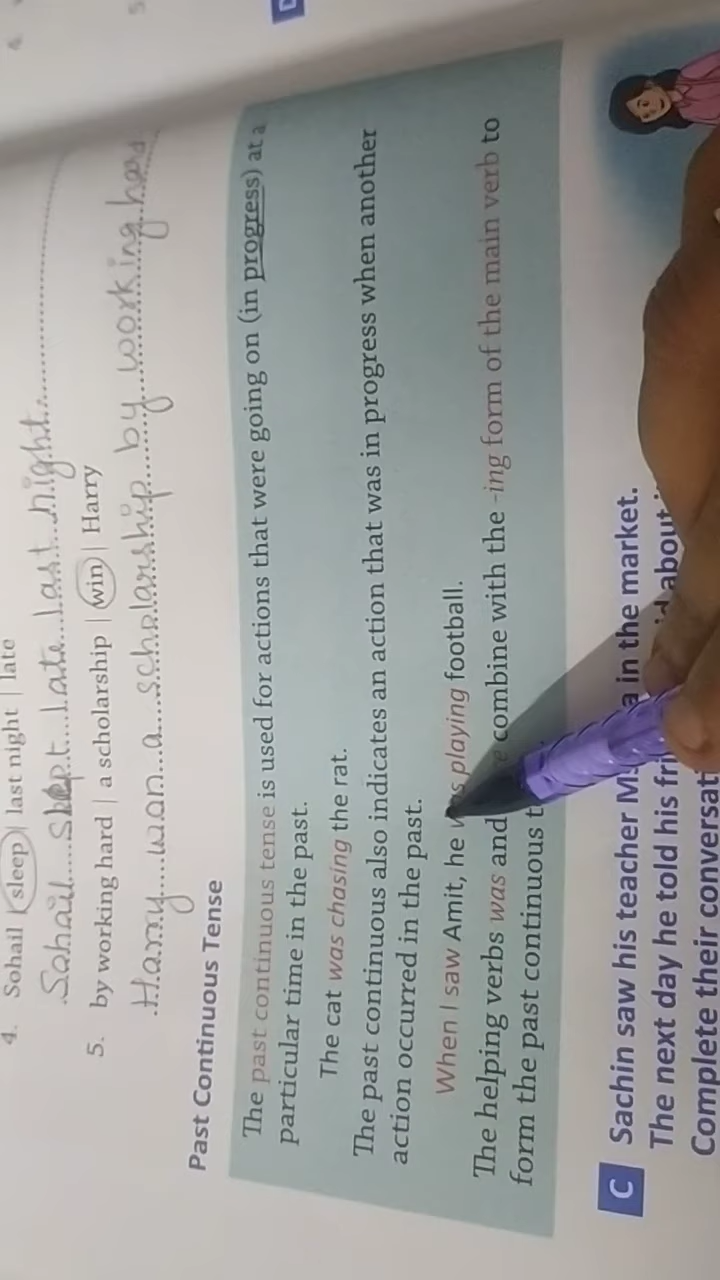 4. Sohail | sleep | last night | late
Sohail slept late last night.
5. by working hard | a scholarship | win | Harry
Harry won a scholarship by working hard
Past Continuous Tense
The past continuous tense is used for actions that were going on (in progress) at a
particular time in the past.
The cat was chasing the rat.
The past continuous also indicates an action that was in progress when another
action occurred in the past.
When I saw Amit, he was playing football.
The helping verbs was and combine with the -ing form of the main verb to
form the past continuous
C Sachin saw his teacher in the market.
The next day he told his about
Complete their
D